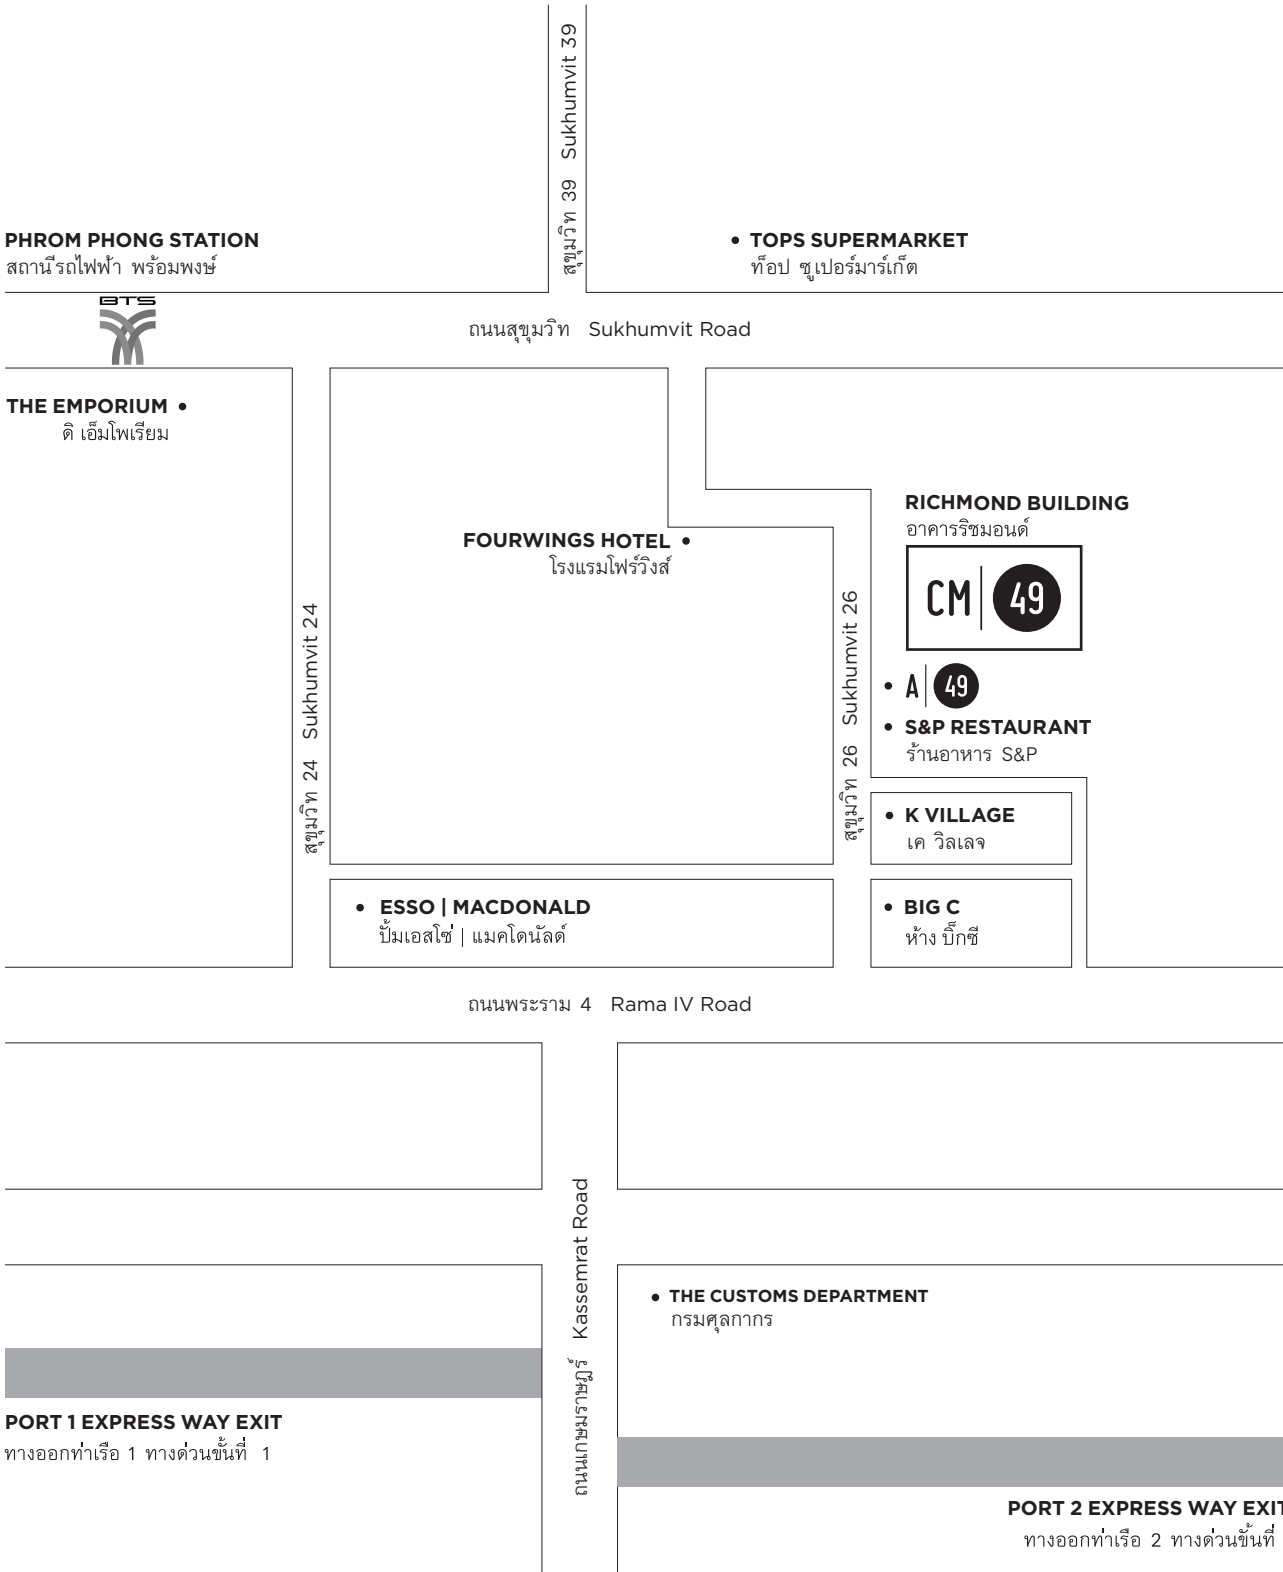 สุขุมวิท 39 Sukhumvit 39
PHROM PHONG STATION
สถานีรถไฟฟ้า พร้อมพงษ์
BTS
• TOPS SUPERMARKET
ท็อป ซูเปอร์มาร์เก็ต
ถนนสุขุมวิท Sukhumvit Road
THE EMPORIUM •
ดิ เอ็มโพเรียม
RICHMOND BUILDING
อาคารริชมอนด์
CM | 49
FOURWINGS HOTEL •
โรงแรมโฟร์วิงส์
สุขุมวิท 24 Sukhumvit 24
สุขุมวิท 26 Sukhumvit 26
• A | 49
• S&P RESTAURANT
ร้านอาหาร S&P
• K VILLAGE
เค วิลเลจ
• ESSO | MACDONALD
ปั้มเอสโซ่ | แมคโดนัลด์
• BIG C
ห้าง บิ๊กซี
ถนนพระราม 4 Rama IV Road
ถนนเกษมราษฎร์ Kassemrat Road
• THE CUSTOMS DEPARTMENT
กรมศุลกากร
PORT 1 EXPRESS WAY EXIT
ทางออกท่าเรือ 1 ทางด่วนขั้นที่ 1
PORT 2 EXPRESS WAY EXIT
ทางออกท่าเรือ 2 ทางด่วนขั้นที่